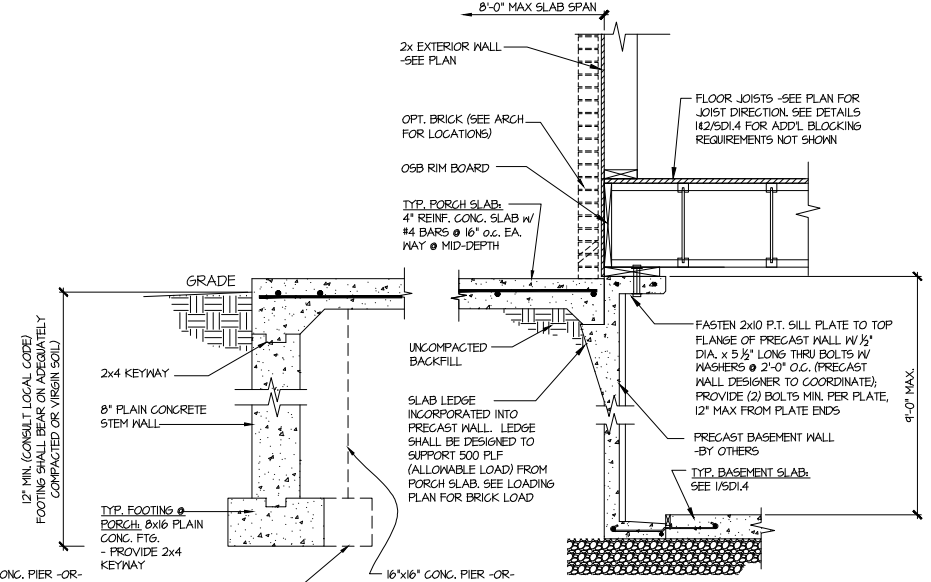 8'-0" MAX SLAB SPAN
2x EXTERIOR WALL
-SEE PLAN
FLOOR JOISTS -SEE PLAN FOR
JOIST DIRECTION. SEE DETAILS
1&2/SD1.4 FOR ADD'L BLOCKING
REQUIREMENTS NOT SHOWN
OPT. BRICK (SEE ARCH
FOR LOCATIONS)
OSB RIM BOARD
TYP. PORCH SLAB:
4" REINF. CONC. SLAB W/
#4 BARS @ 16" o.c. EA.
WAY @ MID-DEPTH
GRADE
12" MIN. (CONSULT LOCAL CODE)
FOOTING SHALL BEAR ON ADEQUATELY
COMPACTED OR VIRGIN SOIL)
2x4 KEYWAY
8" PLAIN CONCRETE
STEM WALL
UNCOMPACTED
BACKFILL
SLAB LEDGE
INCORPORATED INTO
PRECAST WALL. LEDGE
SHALL BE DESIGNED TO
SUPPORT 500 PLF
(ALLOWABLE LOAD) FROM
PORCH SLAB. SEE LOADING
PLAN FOR BRICK LOAD
FASTEN 2x10 P.T. SILL PLATE TO TOP
FLANGE OF PRECAST WALL W/ ½"
DIA. x 5 ½" LONG THRU BOLTS W/
WASHERS @ 2'-0" O.C. (PRECAST
WALL DESIGNER TO COORDINATE);
PROVIDE (2) BOLTS MIN. PER PLATE,
12" MAX FROM PLATE ENDS
9'-0" MAX.
PRECAST BASEMENT WALL
-BY OTHERS
TYP. BASEMENT SLAB:
SEE 1/SD1.4
TYP. FOOTING @
PORCH: 8x16 PLAIN
CONC. FTG.
- PROVIDE 2x4
KEYWAY
ONC. PIER -OR-
16"x16" CONC. PIER -OR-